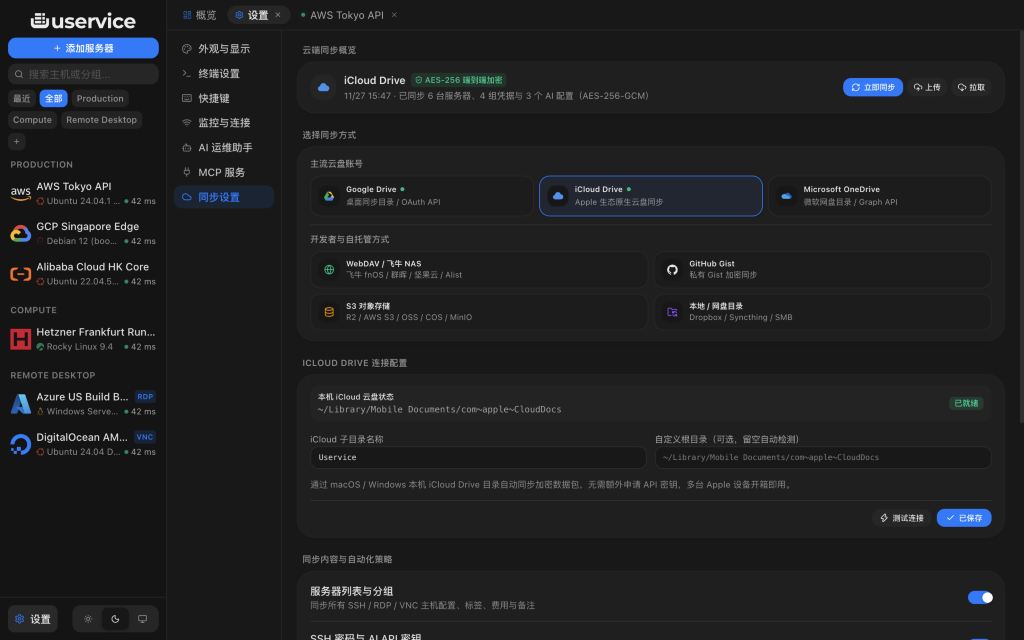 uservice
+ 添加服务器
搜索主机或分组...
最近 全部 Production
Compute Remote Desktop
+
PRODUCTION
AWS Tokyo API
Ubuntu 24.04.1 ... 42 ms
GCP Singapore Edge
Debian 12 (boo... 42 ms
Alibaba Cloud HK Core
Ubuntu 22.04.5... 42 ms
COMPUTE
Hetzner Frankfurt Run...
Rocky Linux 9.4 42 ms
REMOTE DESKTOP
Azure US Build B... RDP
Windows Serve... 42 ms
DigitalOcean AM... VNC
Ubuntu 24.04 D... 42 ms
设置
概览 设置 × AWS Tokyo API ×
外观与显示
终端设置
快捷键
监控与连接
AI 运维助手
MCP 服务
同步设置
云端同步概览
iCloud Drive AES-256 端到端加密
11/27 15:47 · 已同步 6 台服务器、4 组凭据与 3 个 AI 配置（AES-256-GCM）
立即同步 上传 拉取
选择同步方式
主流云盘账号
Google Drive
桌面同步目录 / OAuth API
iCloud Drive
Apple 生态原生云盘同步
Microsoft OneDrive
微软网盘目录 / Graph API
开发者与自托管方式
WebDAV / 飞牛 NAS
飞牛 fnOS / 群晖 / 坚果云 / Alist
GitHub Gist
私有 Gist 加密同步
S3 对象存储
R2 / AWS S3 / OSS / COS / MinIO
本地 / 网盘目录
Dropbox / Syncthing / SMB
ICLOUD DRIVE 连接配置
本机 iCloud 云盘状态
~/Library/Mobile Documents/com~apple~CloudDocs
已就绪
iCloud 子目录名称
Uservice
自定义根目录（可选，留空自动检测）
~/Library/Mobile Documents/com~apple~CloudDocs
通过 macOS / Windows 本机 iCloud Drive 目录自动同步加密数据包，无需额外申请 API 密钥，多台 Apple 设备开箱即用。
测试连接 已保存
同步内容与自动化策略
服务器列表与分组
同步所有 SSH / RDP / VNC 主机配置、标签、费用与备注
SSH 密码与 AI API 密钥